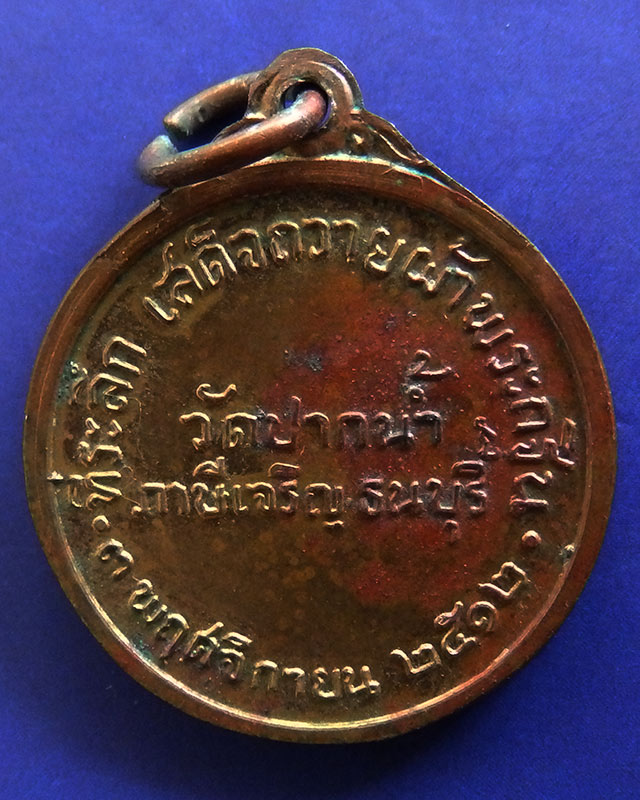 ที่ระลึก เสด็จถวายผ้าพระกฐิน
วัดปากน้ำ
ภาษีเจริญ ธนบุรี
๓ พฤศจิกายน ๒๕๑๒